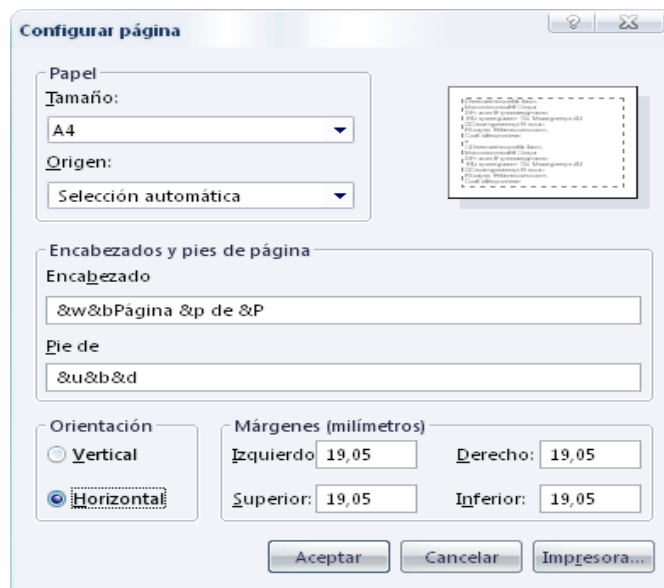 Configurar página
Papel
Tamaño:
A4
Origen:
Selección automática
Encabezados y pies de página
Encabezado
&w&bPágina &p de &P
Pie de
&u&b&d
Orientación
Vertical
Horizontal
Márgenes (milímetros)
Izquierdo 19,05 Derecho: 19,05
Superior: 19,05 Inferior: 19,05
Aceptar Cancelar Impresora...